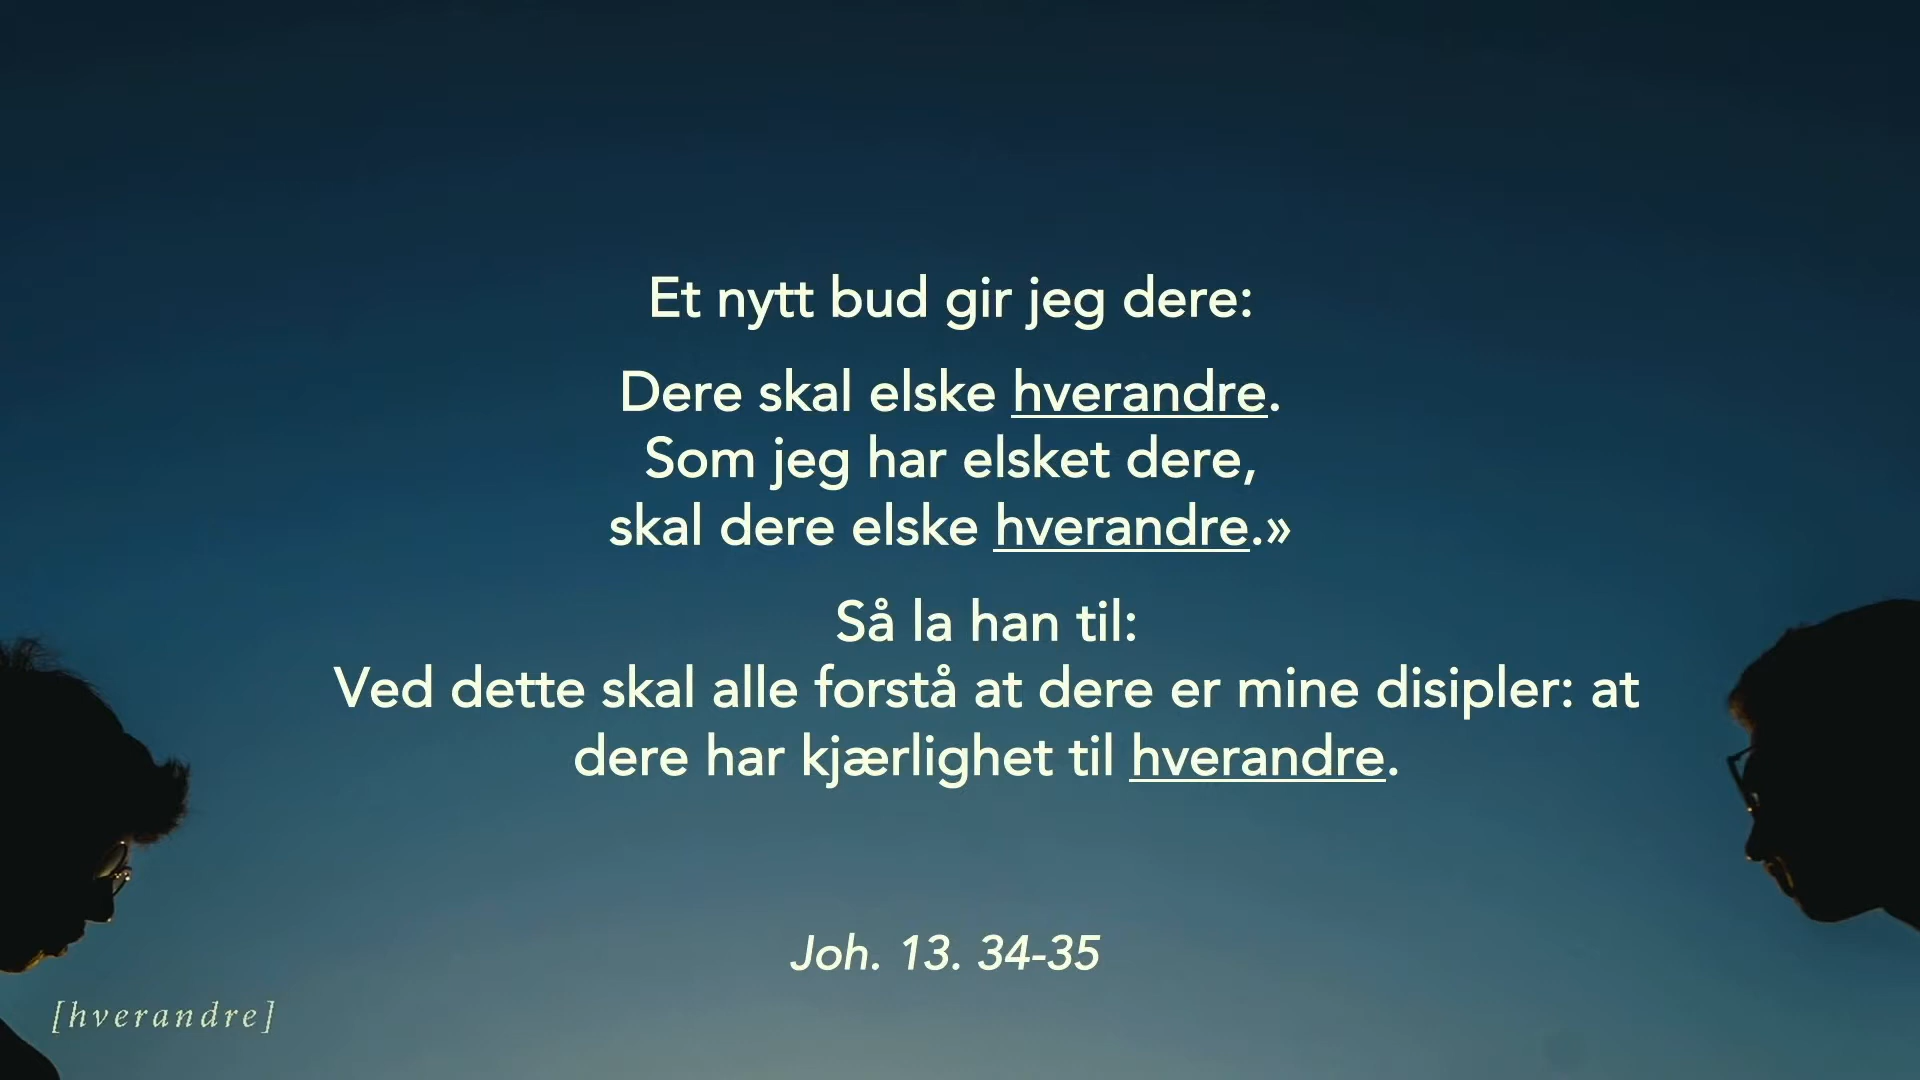 Et nytt bud gir jeg dere:
Dere skal elske hverandre.
Som jeg har elsket dere,
skal dere elske hverandre.»
Så la han til:
Ved dette skal alle forstå at dere er mine disipler: at
dere har kjærlighet til hverandre.
Joh. 13. 34-35
[hverandre]